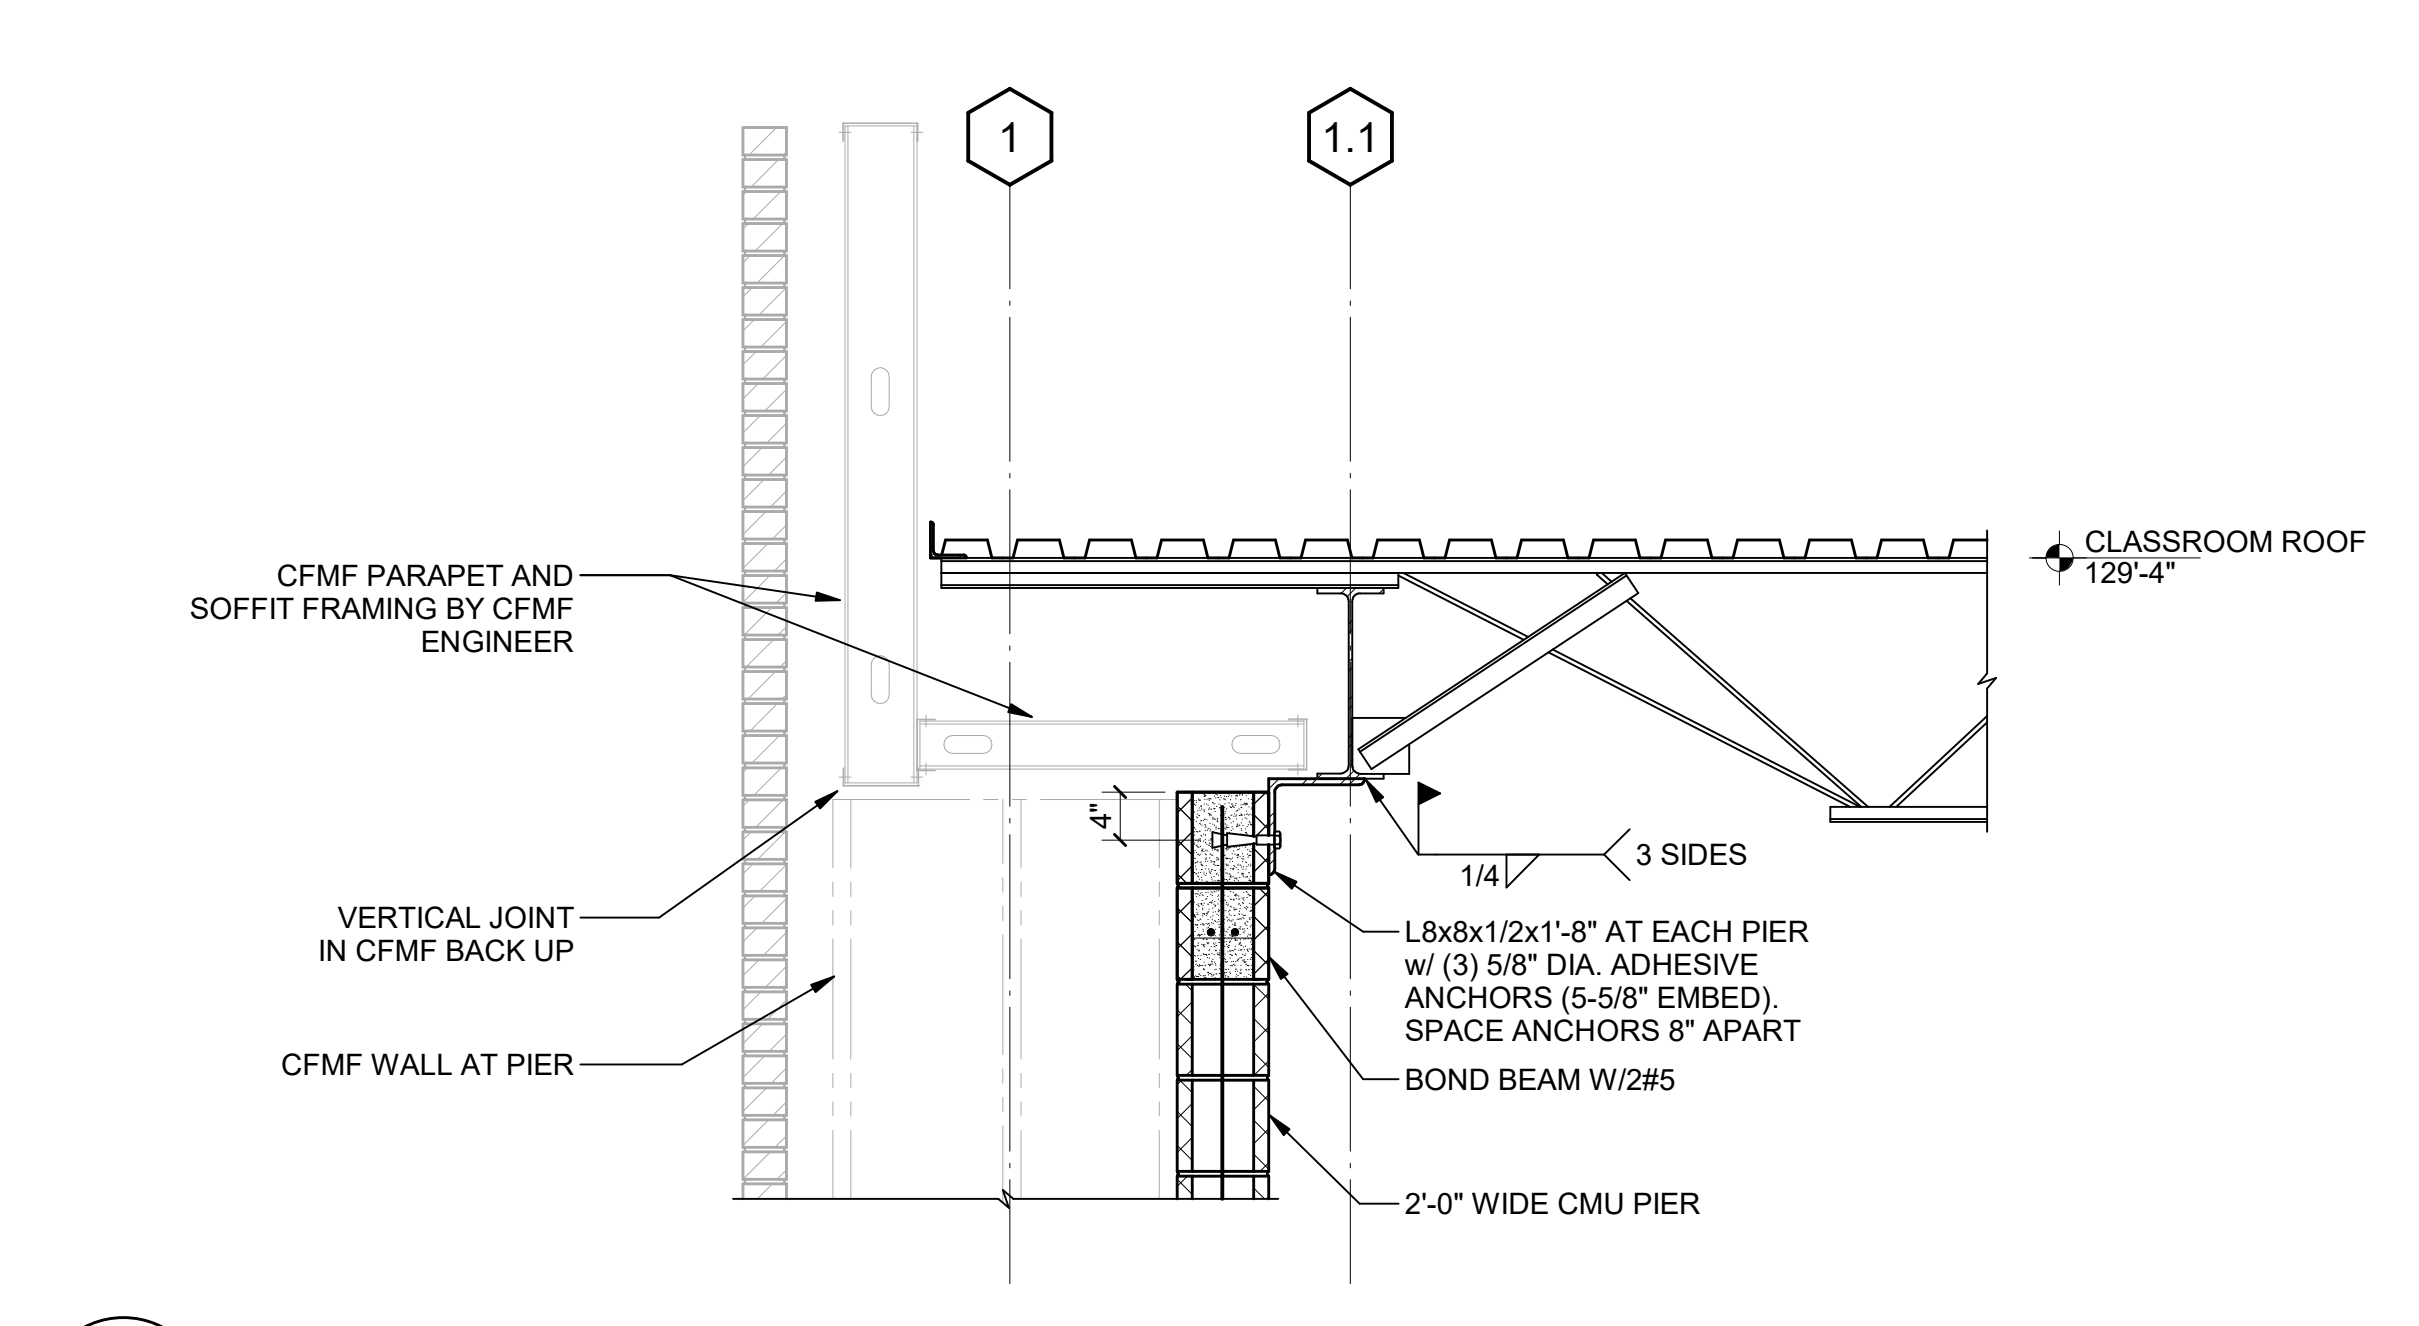 1
1.1
CLASSROOM ROOF
129'-4"
CFMF PARAPET AND
SOFFIT FRAMING BY CFMF
ENGINEER
4"
1/4
3 SIDES
VERTICAL JOINT
IN CFMF BACK UP
L8x8x1/2x1'-8" AT EACH PIER
w/ (3) 5/8" DIA. ADHESIVE
ANCHORS (5-5/8" EMBED).
SPACE ANCHORS 8" APART
CFMF WALL AT PIER
BOND BEAM W/2#5
2'-0" WIDE CMU PIER